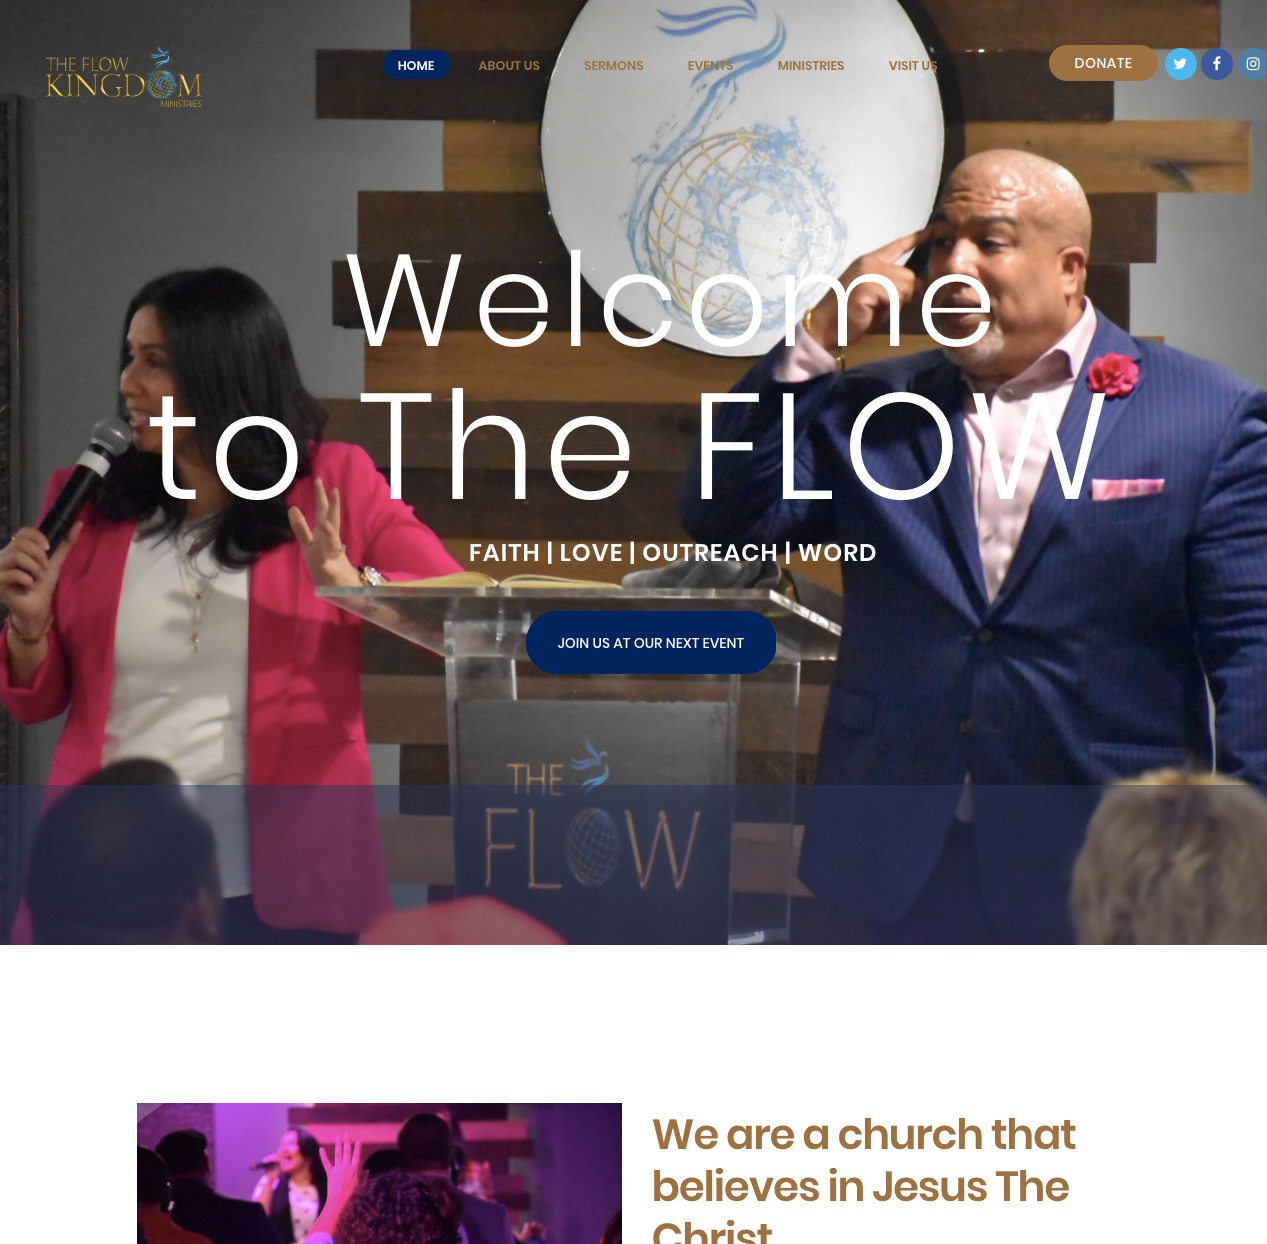 THE FLOW
KINGDOM
MINISTRIES
HOME
ABOUT US
SERMONS
EVENTS
MINISTRIES
VISIT US
DONATE
Welcome
to The FLOW
FAITH | LOVE | OUTREACH | WORD
JOIN US AT OUR NEXT EVENT
THE
FLOW
We are a church that
believes in Jesus The
Christ